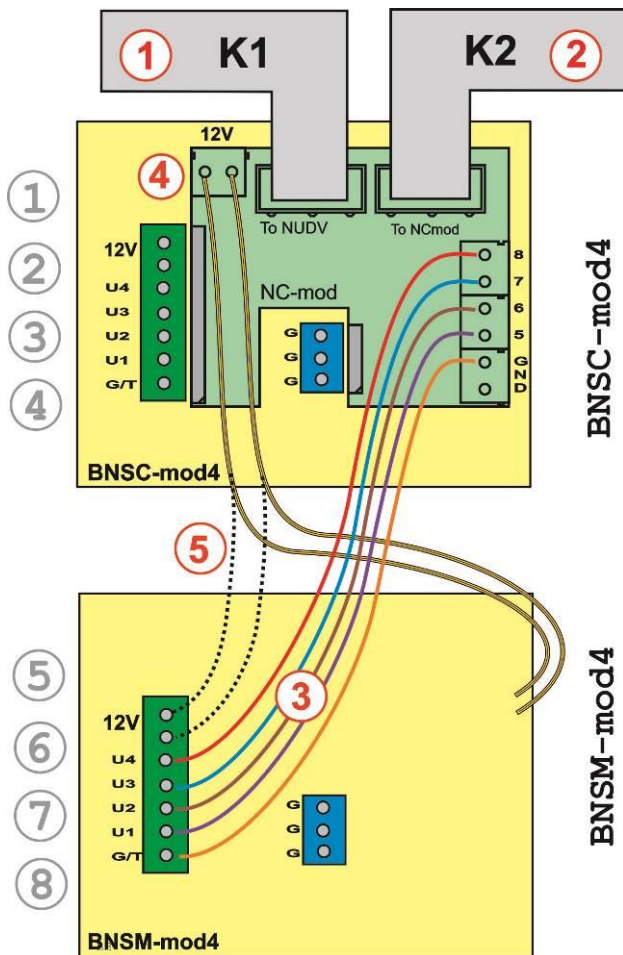 1 K1 K2 2
12V
4
1
To NUDV To NCmod
12V
2
U4
U3
3
U2
U1
G/T
4
NC-mod
G
G
G
8
7
6
5
G
N
D
BNSC-mod4
BNSC-mod4
5
5
12V
3
6
U4
U3
7
U2
U1
G/T
8
G
G
G
BNSM-mod4
BNSM-mod4